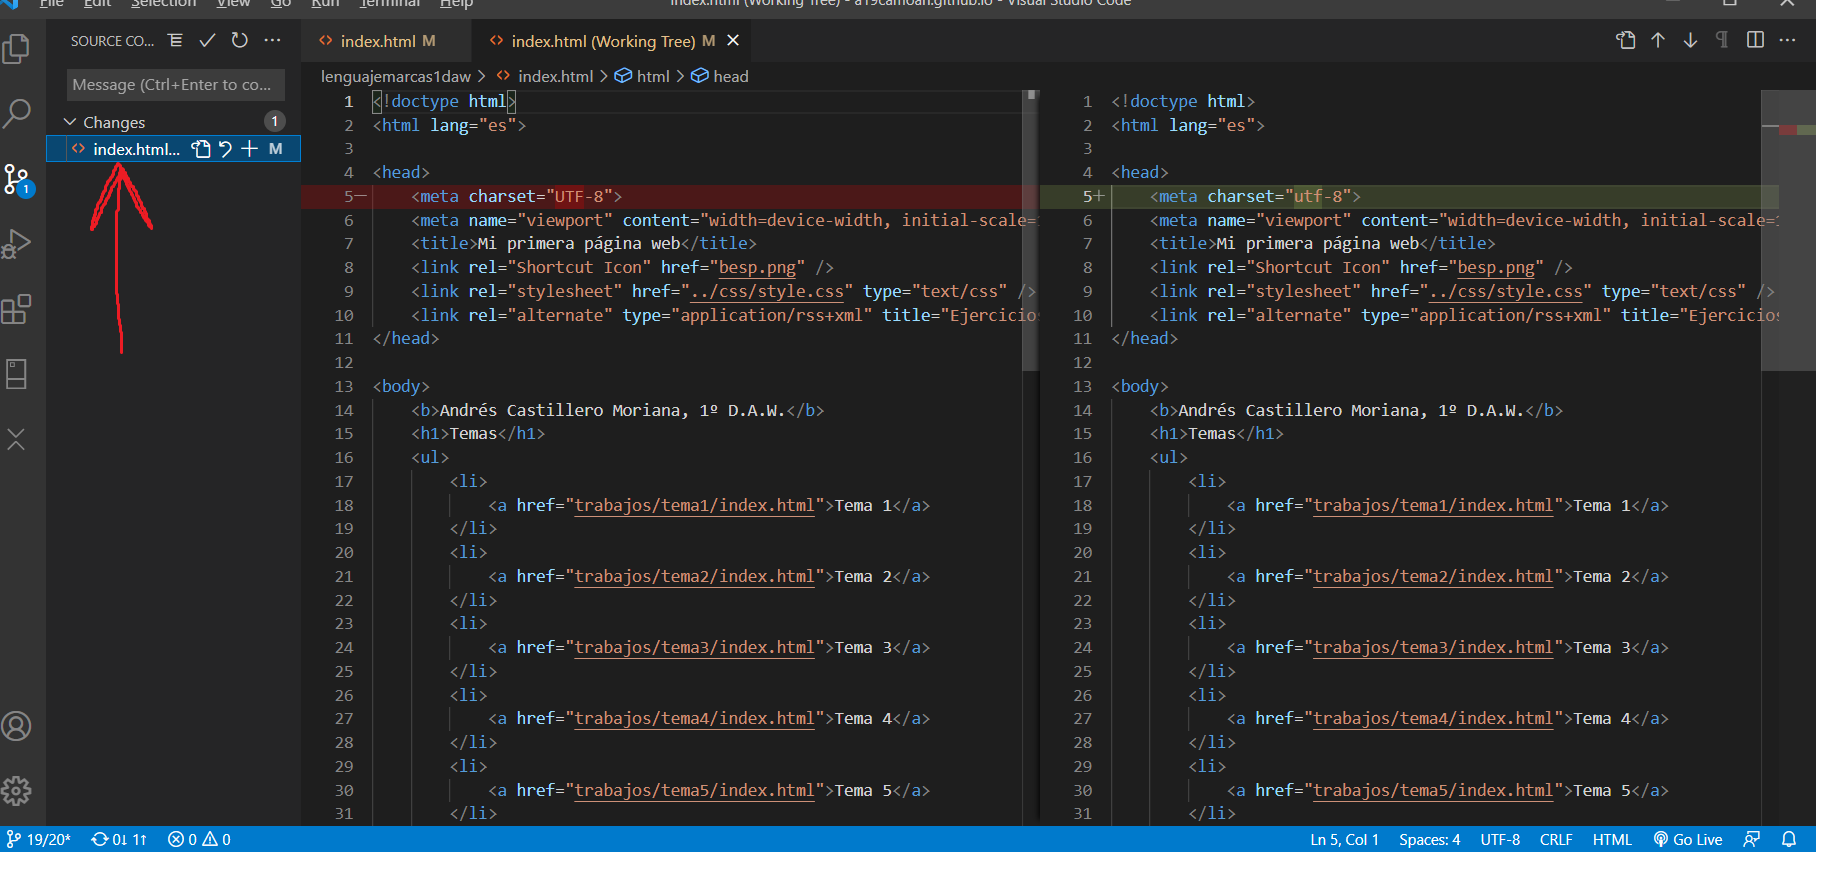 File Edit Selection View Go Run Terminal Help
index.html (Working Tree) - a19camoan.github.io - Visual Studio Code
SOURCE CO...
Message (Ctrl+Enter to co...
Changes 1
index.html... M
1
index.html M
index.html (Working Tree) M
lenguajemarcas1daw > index.html > html > head
1 <!doctype html>
2 <html lang="es">
3
4 <head>
5− <meta charset="UTF-8">
6 <meta name="viewport" content="width=device-width, initial-scale=1
7 <title>Mi primera página web</title>
8 <link rel="Shortcut Icon" href="besp.png" />
9 <link rel="stylesheet" href="../css/style.css" type="text/css" />
10 <link rel="alternate" type="application/rss+xml" title="Ejercicios
11 </head>
12
13 <body>
14 <b>Andrés Castillero Moriana, 1º D.A.W.</b>
15 <h1>Temas</h1>
16 <ul>
17 <li>
18 <a href="trabajos/tema1/index.html">Tema 1</a>
19 </li>
20 <li>
21 <a href="trabajos/tema2/index.html">Tema 2</a>
22 </li>
23 <li>
24 <a href="trabajos/tema3/index.html">Tema 3</a>
25 </li>
26 <li>
27 <a href="trabajos/tema4/index.html">Tema 4</a>
28 </li>
29 <li>
30 <a href="trabajos/tema5/index.html">Tema 5</a>
31 </li>
1 <!doctype html>
2 <html lang="es">
3
4 <head>
5+ <meta charset="utf-8">
6 <meta name="viewport" content="width=device-width, initial-scale=1
7 <title>Mi primera página web</title>
8 <link rel="Shortcut Icon" href="besp.png" />
9 <link rel="stylesheet" href="../css/style.css" type="text/css" />
10 <link rel="alternate" type="application/rss+xml" title="Ejercicios
11 </head>
12
13 <body>
14 <b>Andrés Castillero Moriana, 1º D.A.W.</b>
15 <h1>Temas</h1>
16 <ul>
17 <li>
18 <a href="trabajos/tema1/index.html">Tema 1</a>
19 </li>
20 <li>
21 <a href="trabajos/tema2/index.html">Tema 2</a>
22 </li>
23 <li>
24 <a href="trabajos/tema3/index.html">Tema 3</a>
25 </li>
26 <li>
27 <a href="trabajos/tema4/index.html">Tema 4</a>
28 </li>
29 <li>
30 <a href="trabajos/tema5/index.html">Tema 5</a>
31 </li>
19/20* 0↓ 1↑ 0 0 Ln 5, Col 1 Spaces: 4 UTF-8 CRLF HTML Go Live